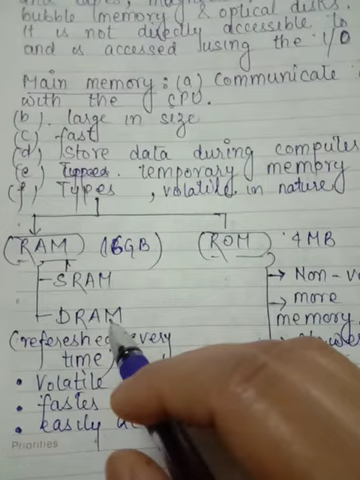 bubble memory & optical disks.
It is not directly accessible to
and is accessed using the I/O
Main memory: (a) Communicate
with the CPU.
(b). large in size
(c) fast
(d) Store data during computer
(e) temporary memory
(f) Types , volatile in nature
RAM (16GB) ROM : 4MB
SRAM → Non-v
DRAM → more
memory.
(refereshed every
time
• Volatile
• faster
• easily
Priorities